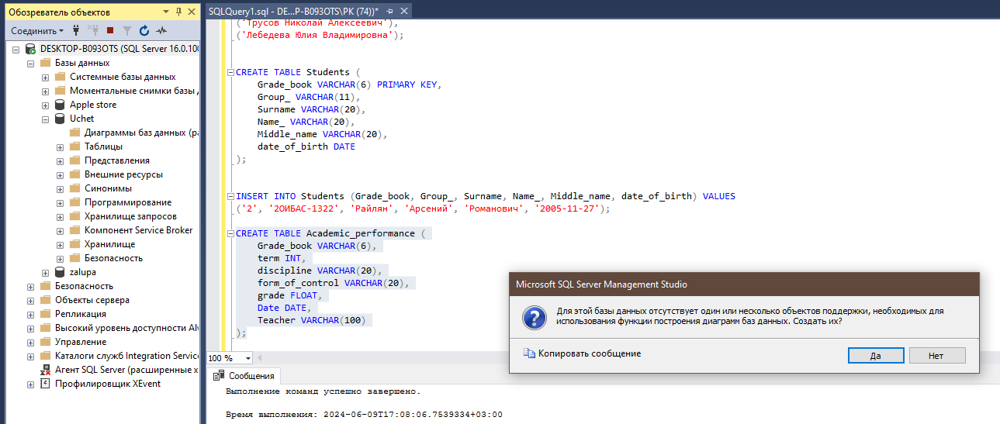 Обозреватель объектов
Соединить
DESKTOP-B093OTS (SQL Server 16.0.100
Базы данных
Системные базы данных
Моментальные снимки базы д
Apple store
Uchet
Диаграммы баз данных (ра
Таблицы
Представления
Внешние ресурсы
Синонимы
Программирование
Хранилище запросов
Компонент Service Broker
Хранилище
Безопасность
zalupa
Безопасность
Объекты сервера
Репликация
Высокий уровень доступности Alv
Управление
Каталоги служб Integration Service
Агент SQL Server (расширенные х
Профилировщик XEvent
SQLQuery1.sql - DE...P-B093OTS\PK (74))*
('Трусов Николай Алексеевич'),
('Лебедева Юлия Владимировна');
CREATE TABLE Students (
Grade_book VARCHAR(6) PRIMARY KEY,
Group_ VARCHAR(11),
Surname VARCHAR(20),
Name_ VARCHAR(20),
Middle_name VARCHAR(20),
date_of_birth DATE
);
INSERT INTO Students (Grade_book, Group_, Surname, Name_, Middle_name, date_of_birth) VALUES
('2', '2ОИБАС-1322', 'Райлян', 'Арсений', 'Романович', '2005-11-27');
CREATE TABLE Academic_performance (
Grade_book VARCHAR(6),
term INT,
discipline VARCHAR(20),
form_of_control VARCHAR(20),
grade FLOAT,
Date DATE,
Teacher VARCHAR(100)
);
100 %
Сообщения
Выполнение команд успешно завершено.
Время выполнения: 2024-06-09T17:08:06.7539334+03:00
Microsoft SQL Server Management Studio
Для этой базы данных отсутствует один или несколько объектов поддержки, необходимых для
использования функции построения диаграмм баз данных. Создать их?
Копировать сообщение
Да
Нет